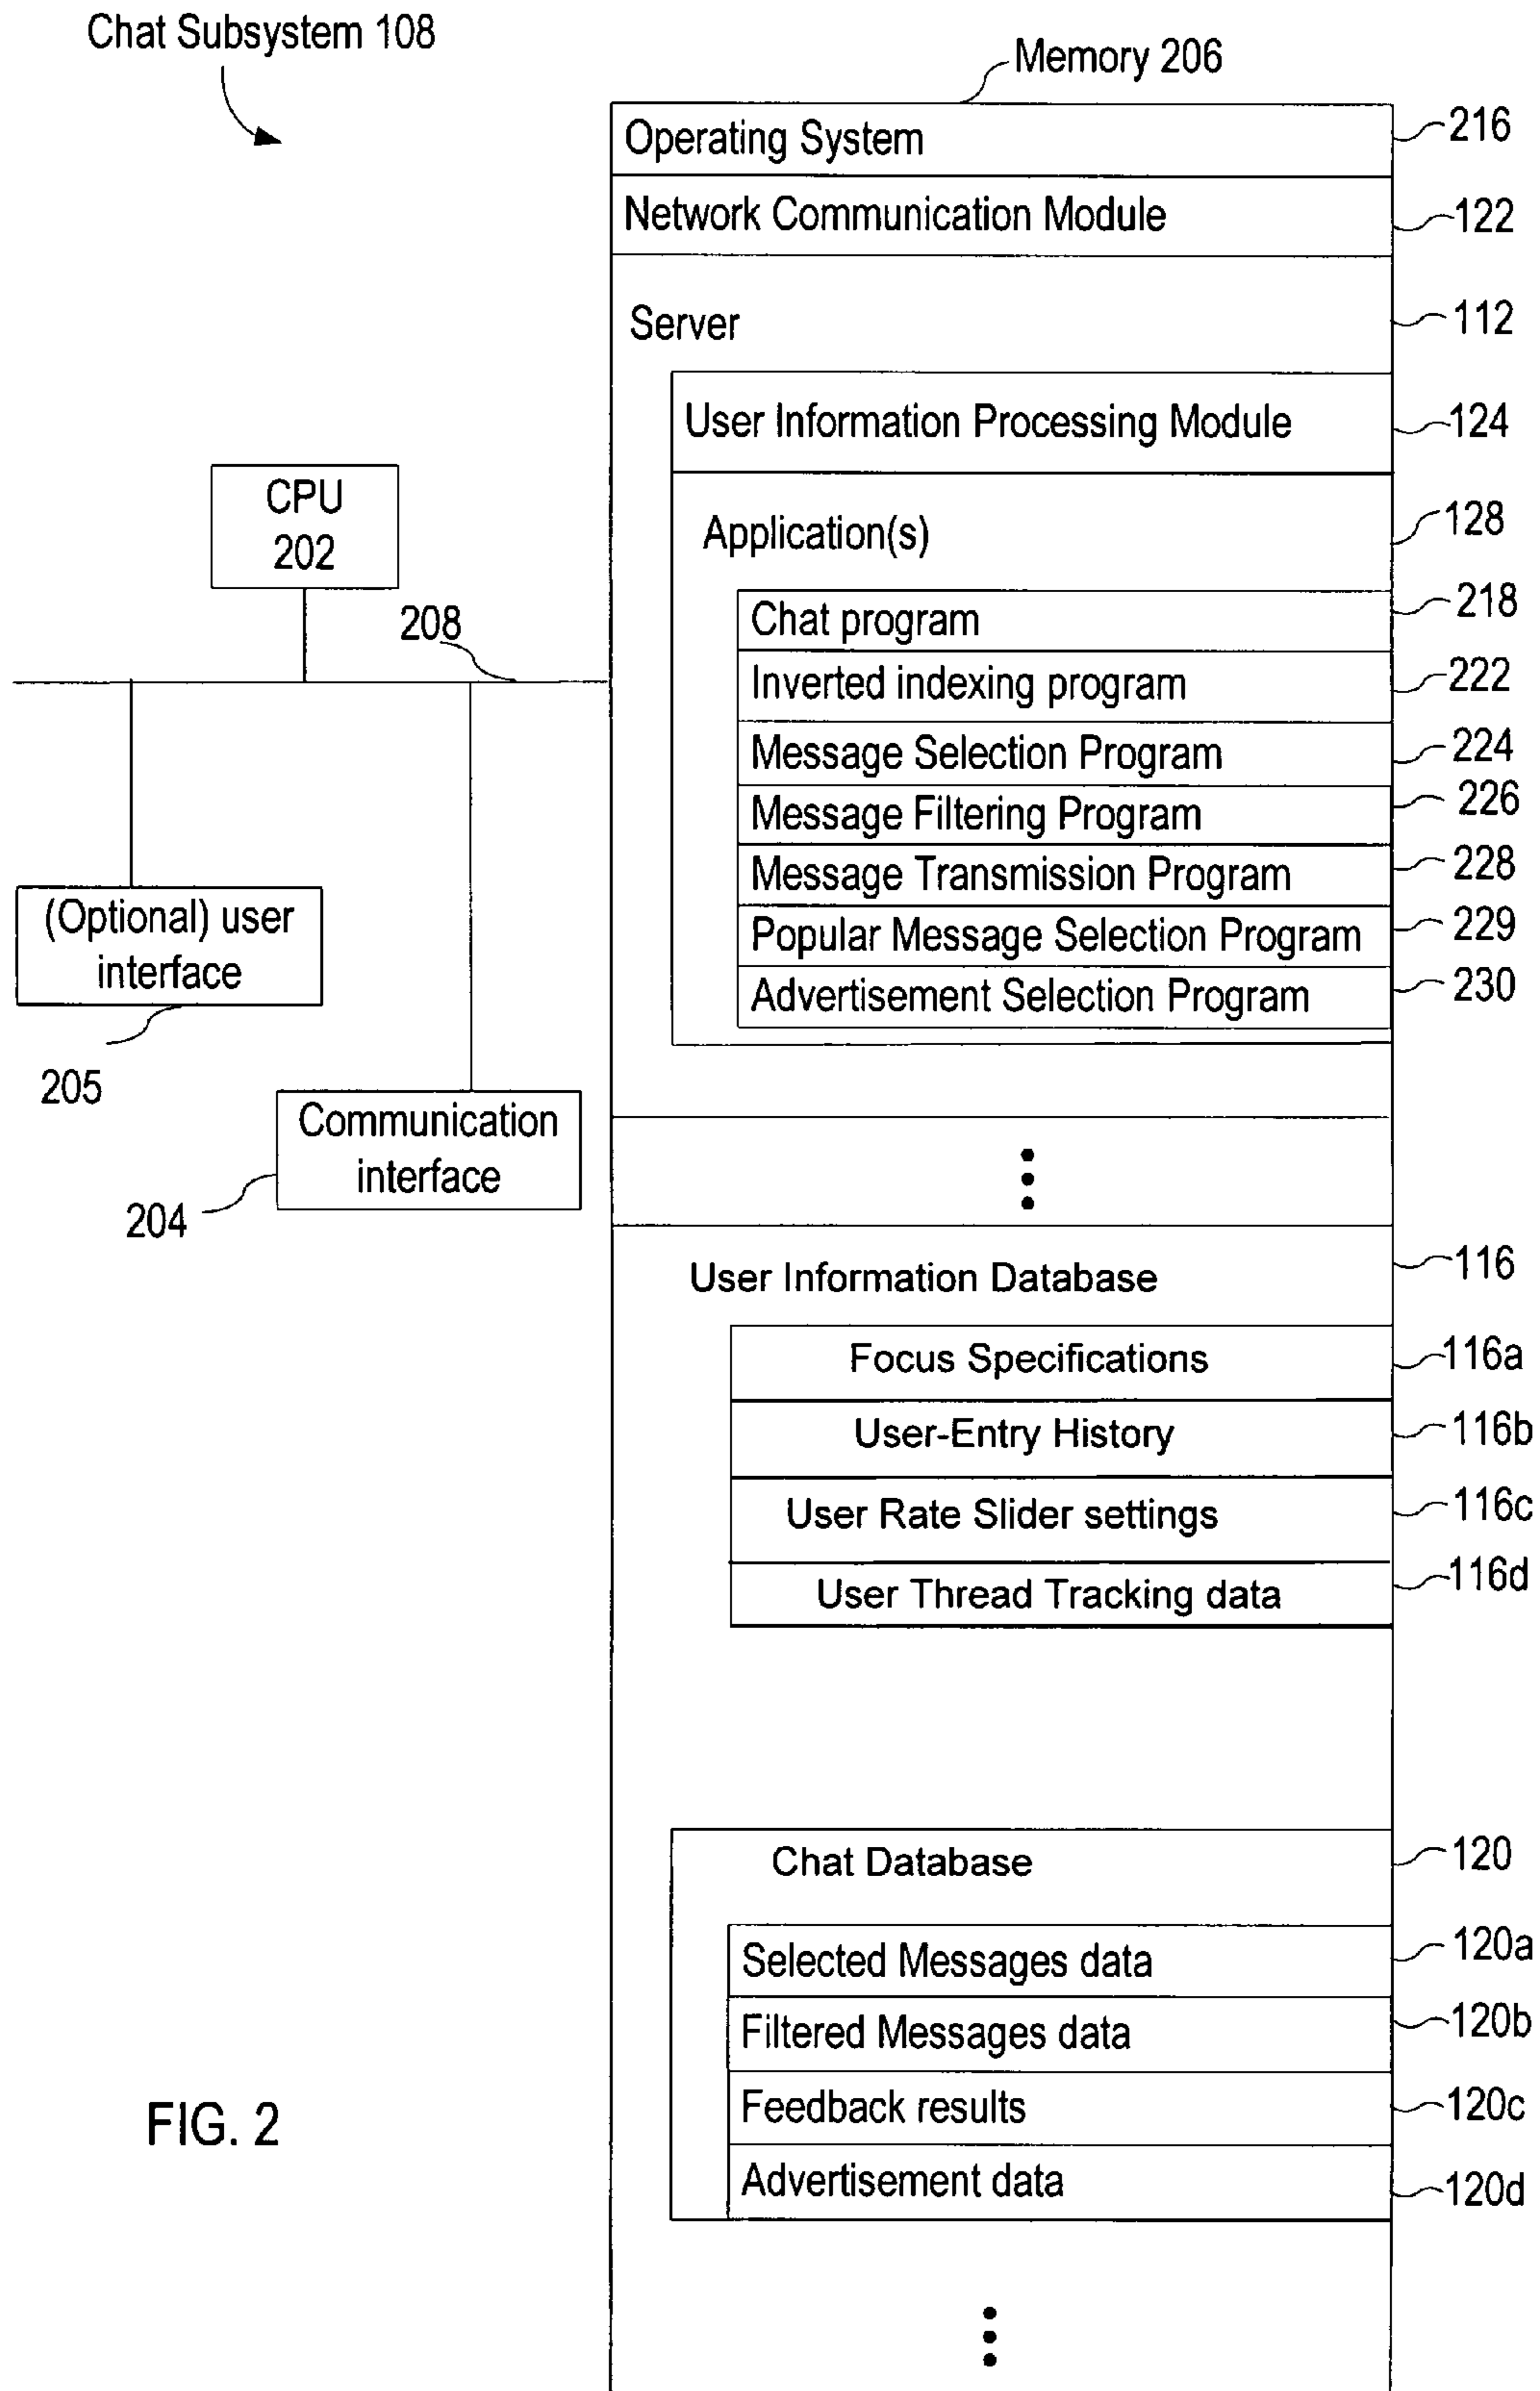 Chat Subsystem 108
Memory 206
Operating System 216
Network Communication Module 122
Server 112
User Information Processing Module 124
Application(s) 128
Chat program 218
Inverted indexing program 222
Message Selection Program 224
Message Filtering Program 226
Message Transmission Program 228
Popular Message Selection Program 229
Advertisement Selection Program 230
CPU
202
208
(Optional) user
interface
205
Communication
interface
204
User Information Database 116
Focus Specifications 116a
User-Entry History 116b
User Rate Slider settings 116c
User Thread Tracking data 116d
Chat Database 120
Selected Messages data 120a
Filtered Messages data 120b
Feedback results 120c
Advertisement data 120d
FIG. 2